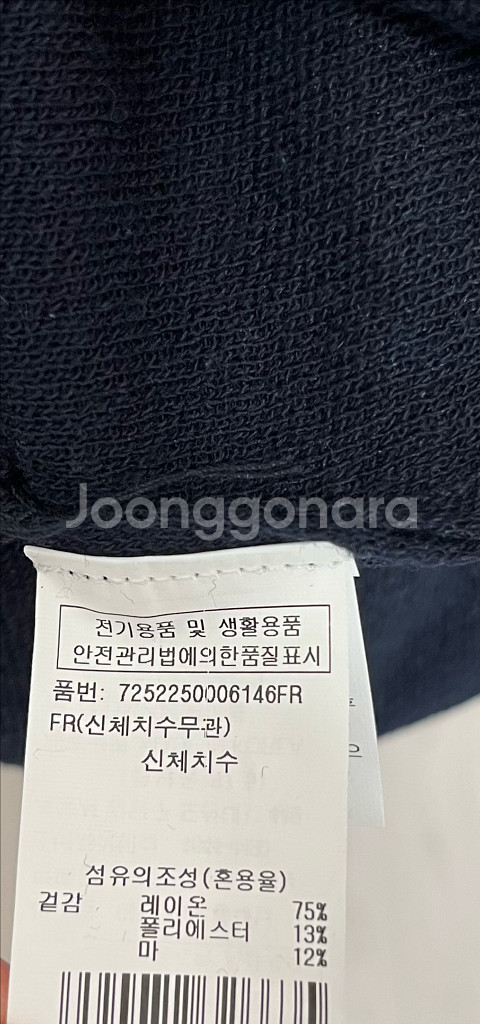 Joonggonara
전기용품 및 생활용품
안전관리법에의한품질표시
품번: 7252250006146FR
FR(신체치수무관)
신체치수
섬유의조성(혼용율)
겉감 레이온 75%
폴리에스터 13%
마 12%